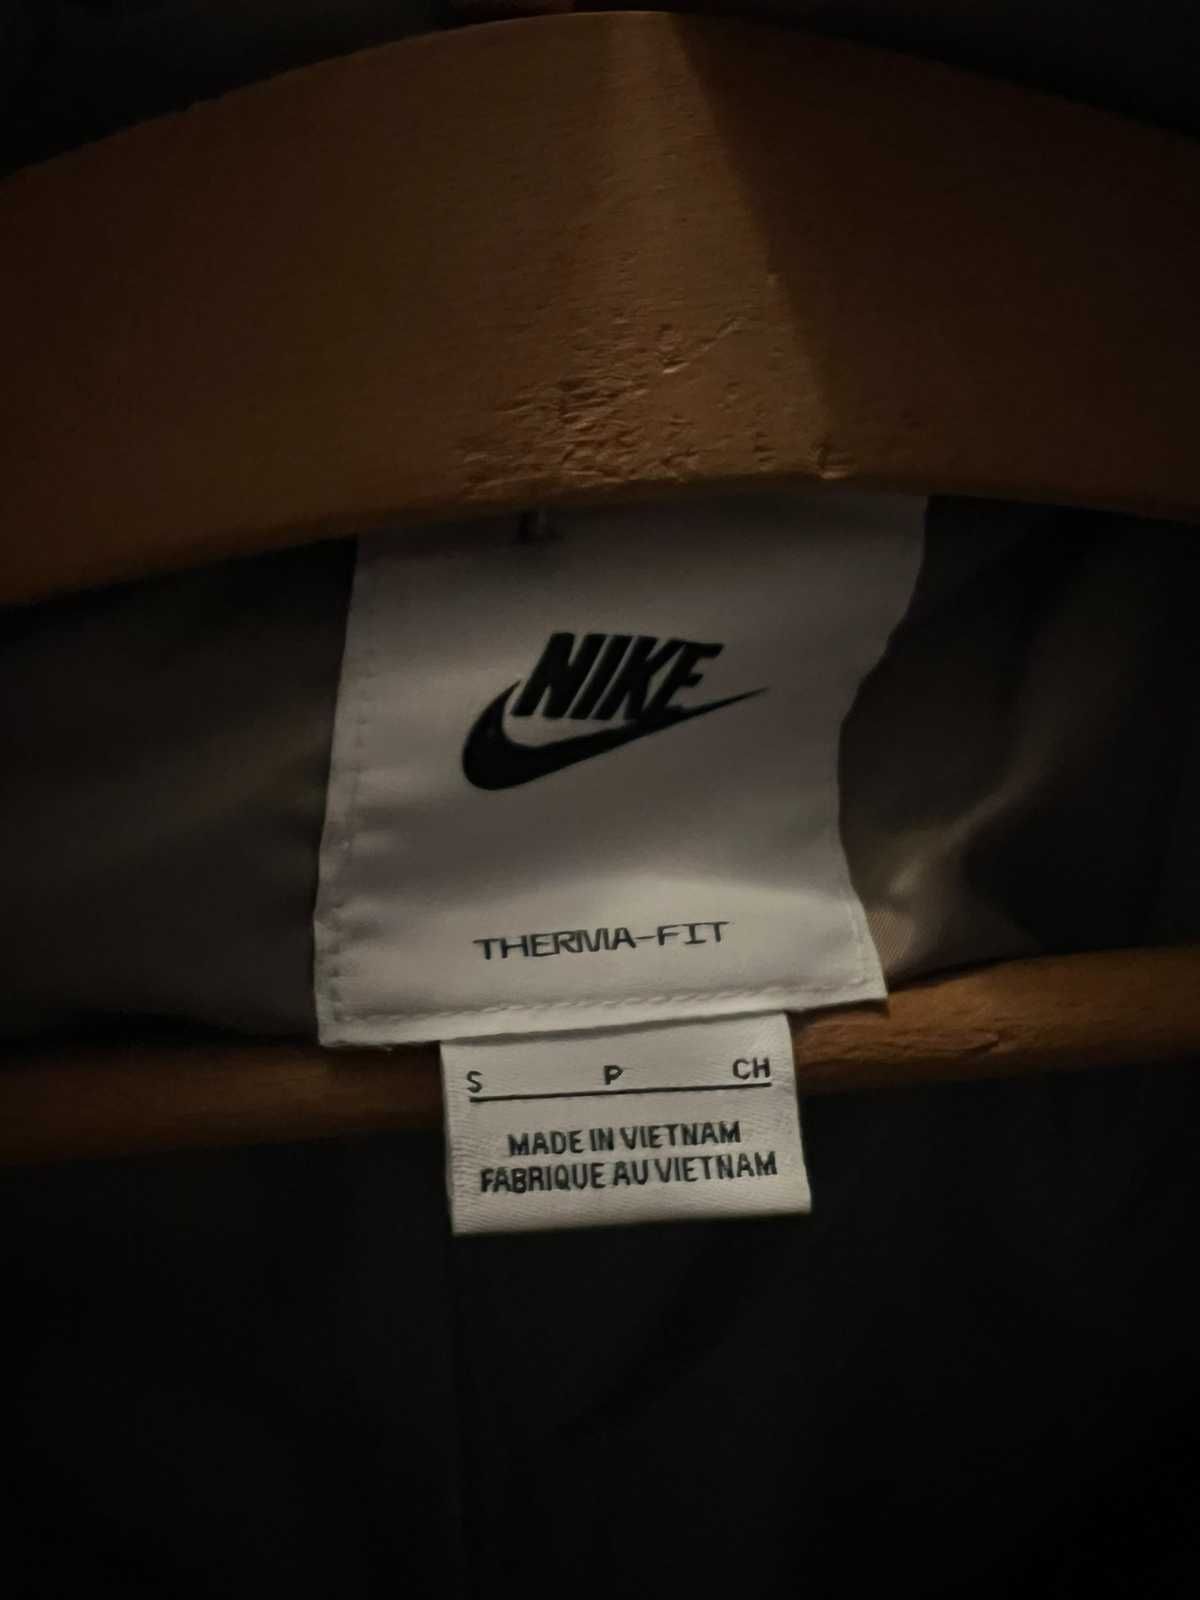 NIKE
THERMA-FIT
S P CH
MADE IN VIETNAM
FABRIQUE AU VIETNAM